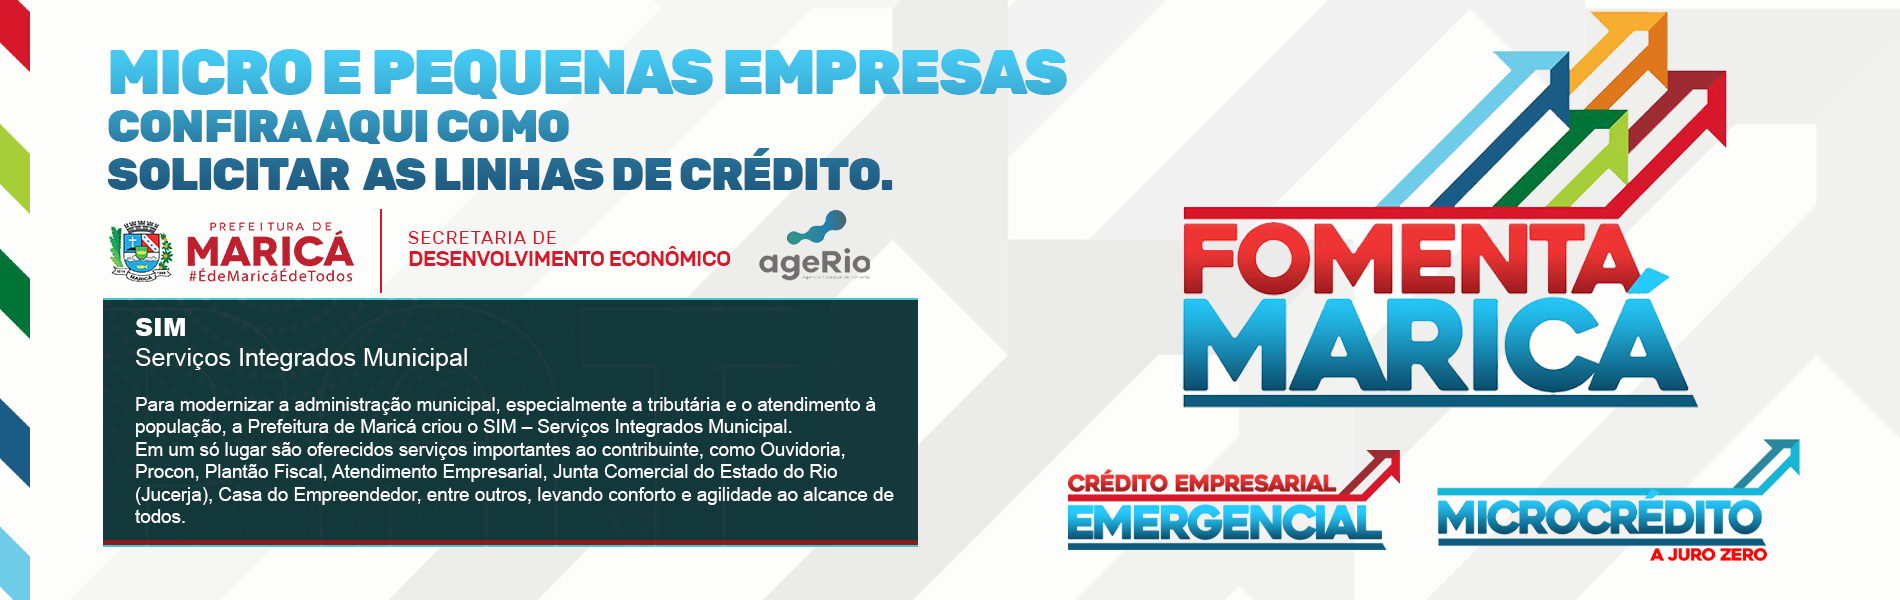 MICRO E PEQUENAS EMPRESAS
CONFIRA AQUI COMO
SOLICITAR AS LINHAS DE CRÉDITO.
PREFEITURA DE
MARICÁ
#ÉdeMaricáÉdeTodos
MARICÁ
SECRETARIA DE
DESENVOLVIMENTO ECONÔMICO
ageRio
SIM
Serviços Integrados Municipal
Para modernizar a administração municipal, especialmente a tributária e o atendimento à
população, a Prefeitura de Maricá criou o SIM – Serviços Integrados Municipal.
Em um só lugar são oferecidos serviços importantes ao contribuinte, como Ouvidoria,
Procon, Plantão Fiscal, Atendimento Empresarial, Junta Comercial do Estado do Rio
(Jucerja), Casa do Empreendedor, entre outros, levando conforto e agilidade ao alcance de
todos.
FOMENTA
MARICÁ
CRÉDITO EMPRESARIAL
EMERGENCIAL
MICROCRÉDITO
A JURO ZERO